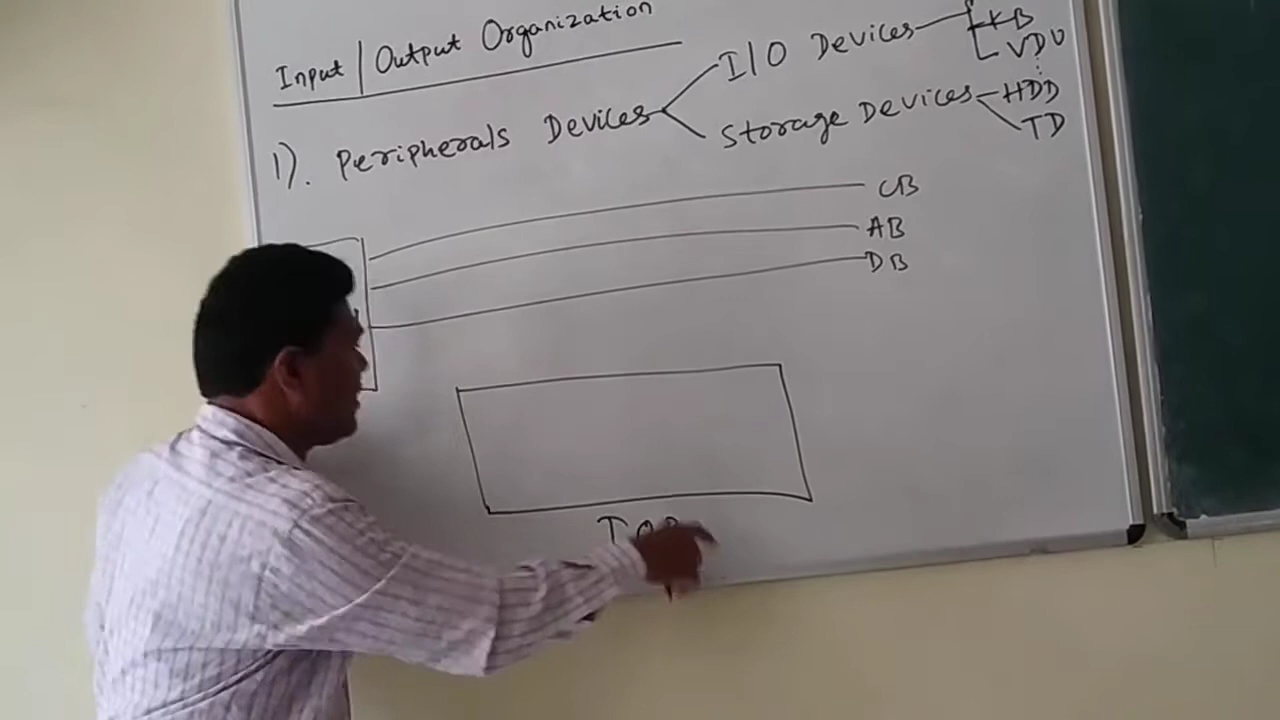 Input/Output Organization
1). Peripherals Devices
I/O Devices
KB
VDU
Storage Devices
HDD
TD
CB
AB
DB